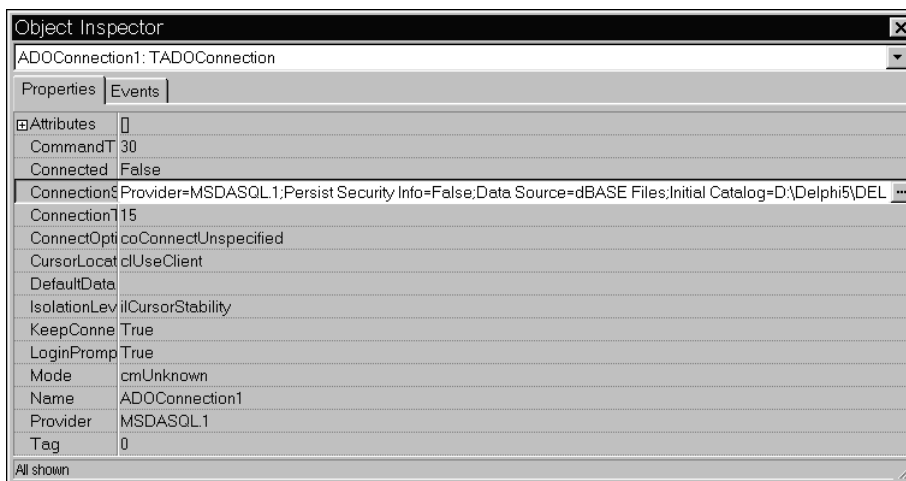 Object Inspector
ADOConnection1: TADOConnection
Properties Events
Attributes []
CommandT 30
Connected False
ConnectionS Provider=MSDASQL.1;Persist Security Info=False;Data Source=dBASE Files;Initial Catalog=D:\Delphi5\DEL ...
ConnectionT 15
ConnectOpti coConnectUnspecified
CursorLocat clUseClient
DefaultData
IsolationLev ilCursorStability
KeepConne True
LoginPromp True
Mode cmUnknown
Name ADOConnection1
Provider MSDASQL.1
Tag 0
All shown